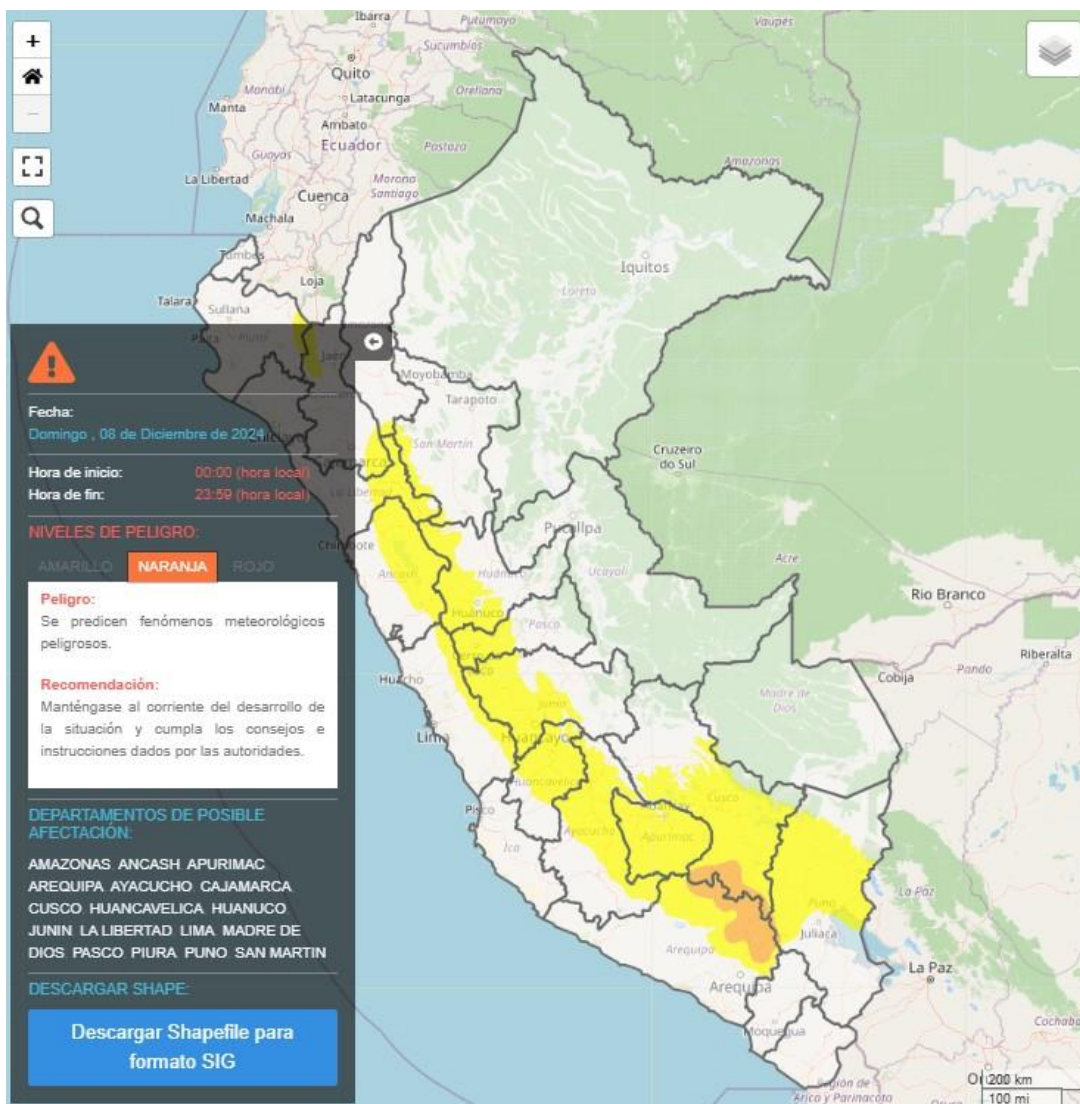 +
Ibarra
Putumayo
Vaupés
Sucumbíos
Quito
Manabí
Orellana
Latacunga
Manta
Ambato
Ecuador
Pastaza
Guayas
Amazonas
La Libertad
Morona
Santiago
Cuenca
Machala
Tumbes
Iquitos
Loja
Loreto
Talara
Sullana
Moyobamba
Tarapoto
San Martín
Cruzeiro
do Sul
Pucallpa
Chimbote
Acre
Ancash
Huánuco
Ucayali
Rio Branco
Huánuco
Pasco
Riberalta
Pando
Cobija
Huacho
Madre de
Dios
Junín
Lima
Huancayo
Huancavelica
Cusco
Pisco
Ayacucho
Apurímac
Ica
La Paz
Puno
Juliaca
Arequipa
La Paz
Arequipa
Moquegua
Cochaba
200 km
100 mi
Región de
Arica y Parinacota
Fecha:
Domingo , 08 de Diciembre de 2024
Hora de inicio: 00:00 (hora local)
Hora de fin: 23:59 (hora local)
NIVELES DE PELIGRO:
AMARILLO NARANJA ROJO
Peligro:
Se predicen fenómenos meteorológicos
peligrosos.
Recomendación:
Manténgase al corriente del desarrollo de
la situación y cumpla los consejos e
instrucciones dados por las autoridades.
DEPARTAMENTOS DE POSIBLE
AFECTACIÓN:
AMAZONAS ANCASH APURIMAC
AREQUIPA AYACUCHO CAJAMARCA
CUSCO HUANCAVELICA HUANUCO
JUNIN LA LIBERTAD LIMA MADRE DE
DIOS PASCO PIURA PUNO SAN MARTIN
DESCARGAR SHAPE:
Descargar Shapefile para
formato SIG